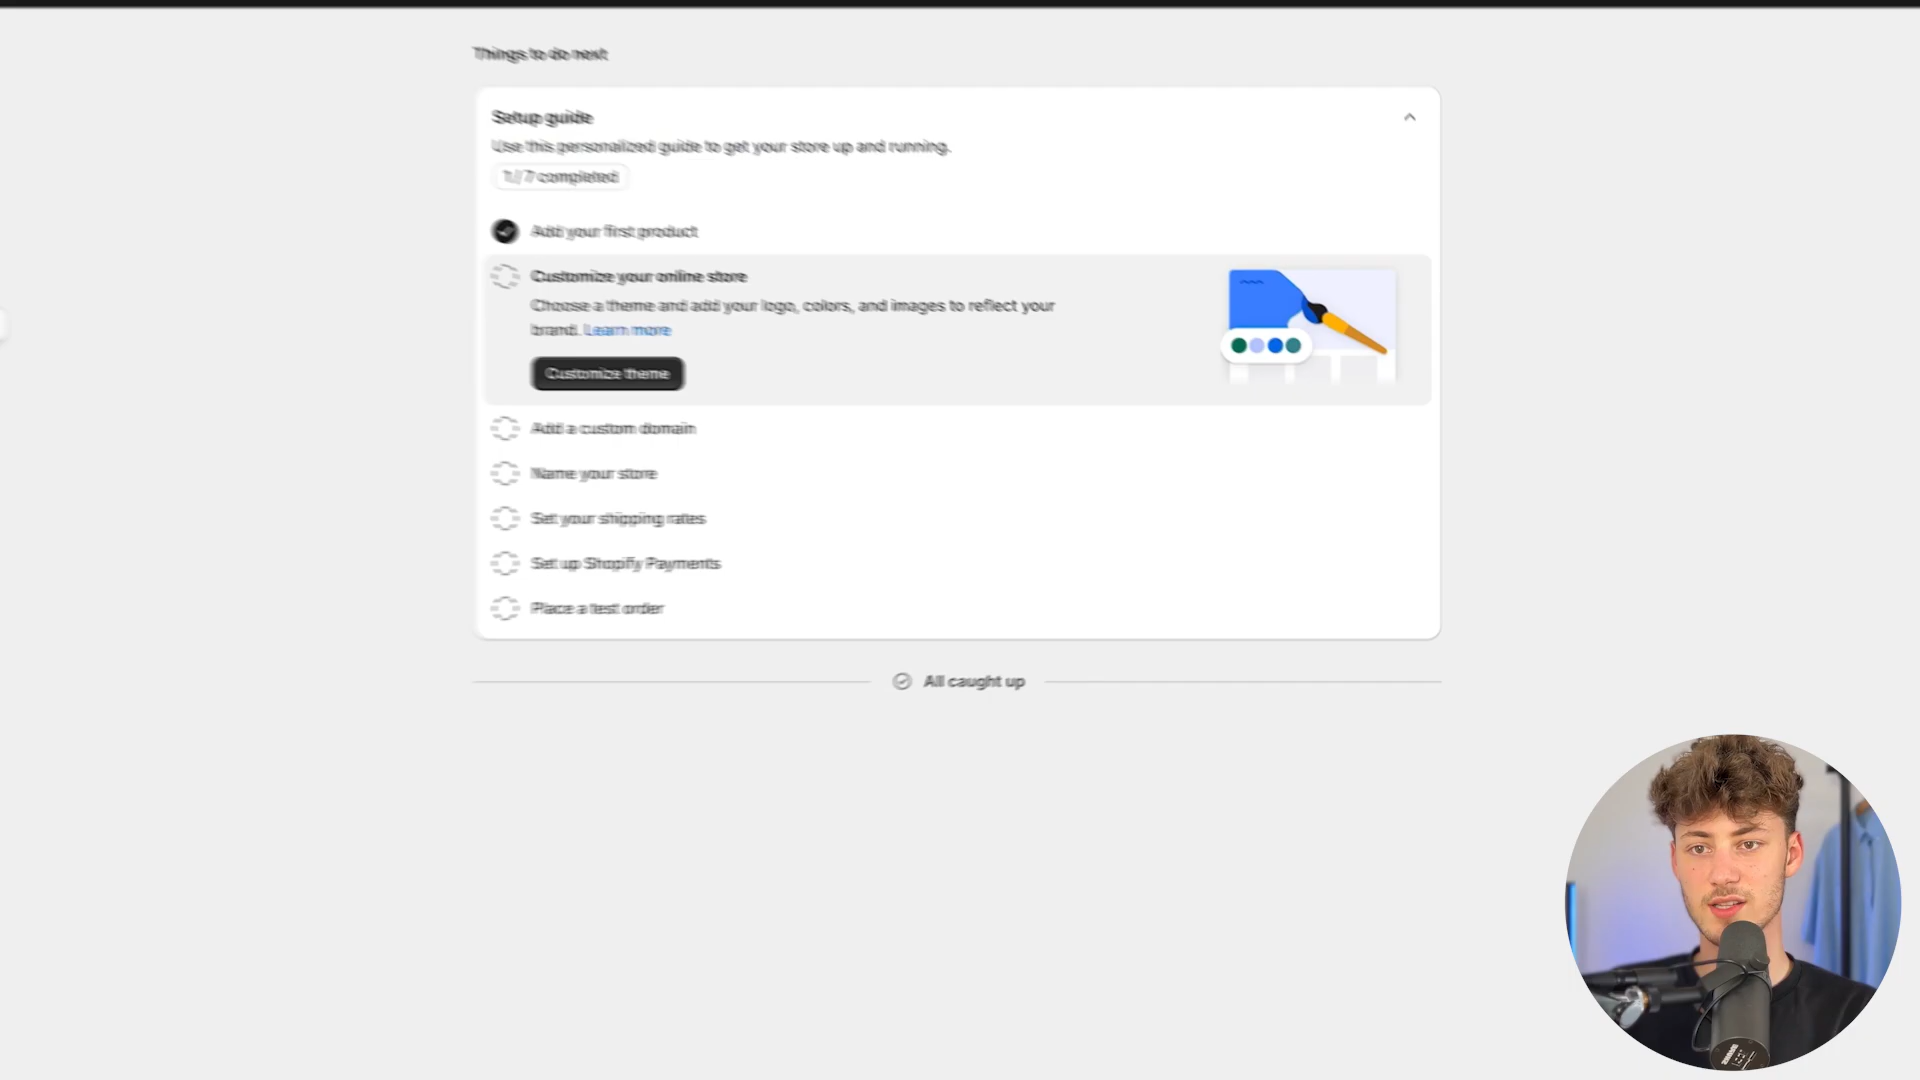 Things to do next
Setup guide
Use this personalized guide to get your store up and running.
1 / 7 completed
Add your first product
Customize your online store
Choose a theme and add your logo, colors, and images to reflect your
brand. Learn more
Customize theme
Add a custom domain
Name your store
Set your shipping rates
Set up Shopify Payments
Place a test order
All caught up